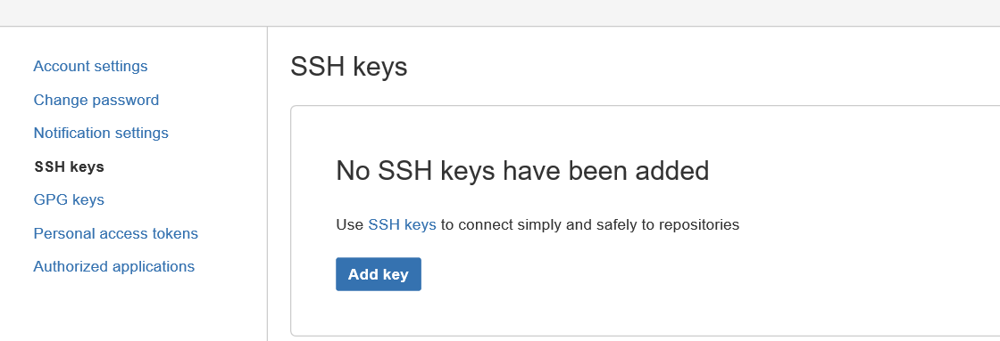 Account settings
Change password
Notification settings
SSH keys
GPG keys
Personal access tokens
Authorized applications
SSH keys
No SSH keys have been added
Use SSH keys to connect simply and safely to repositories
Add key